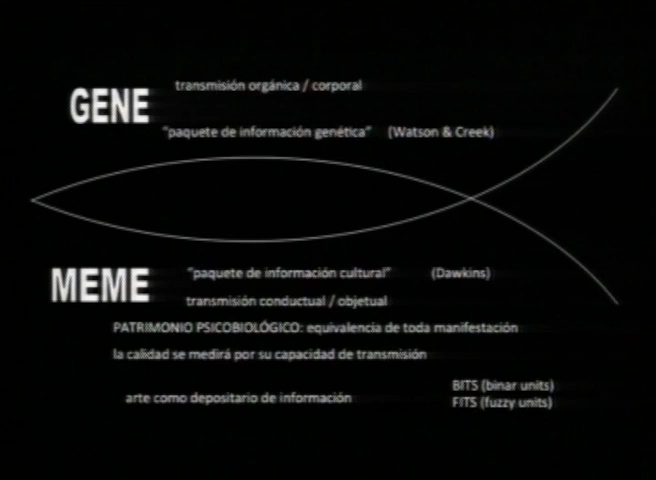 transmisión orgánica / corporal
GENE
"paquete de información genética" (Watson & Creek)
MEME
"paquete de información cultural" (Dawkins)
transmisión conductual / objetual
PATRIMONIO PSICOBIOLÓGICO: equivalencia de toda manifestación
la calidad se medirá por su capacidad de transmisión
arte como depositario de información
BITS (binar units)
FITS (fuzzy units)